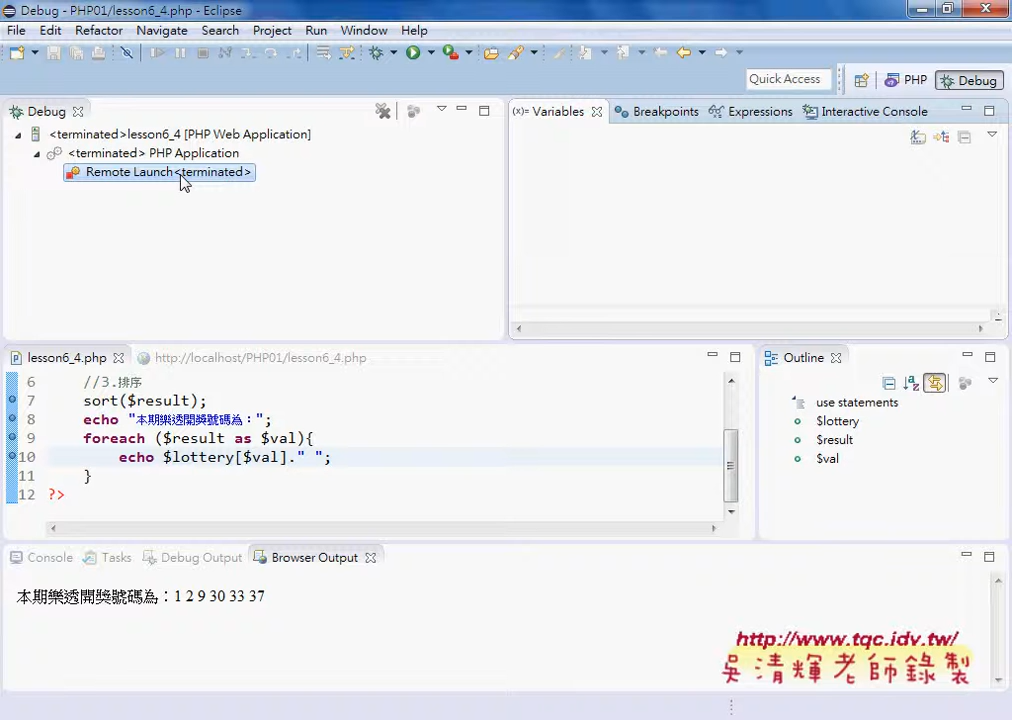 Debug - PHP01/lesson6_4.php - Eclipse
File Edit Refactor Navigate Search Project Run Window Help
Quick Access PHP Debug
Debug
<terminated>lesson6_4 [PHP Web Application]
<terminated> PHP Application
Remote Launch<terminated>
(x)= Variables Breakpoints Expressions Interactive Console
lesson6_4.php http://localhost/PHP01/lesson6_4.php
6 //3.排序
7 sort($result);
8 echo "本期樂透開獎號碼為：";
9 foreach ($result as $val){
10 echo $lottery[$val]." ";
11 }
12 ?>
Outline
use statements
$lottery
$result
$val
Console Tasks Debug Output Browser Output
本期樂透開獎號碼為：1 2 9 30 33 37
http://www.tqc.idv.tw/
吳清輝老師錄製